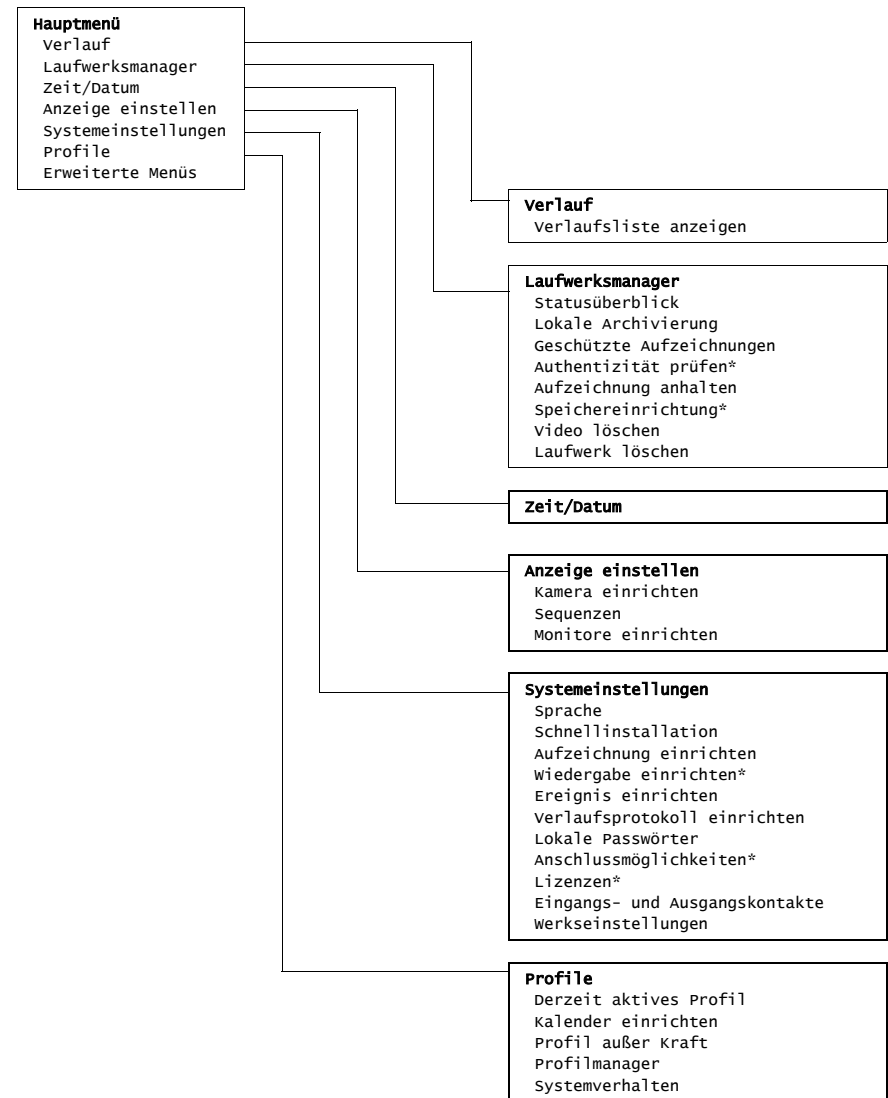 Hauptmenü
Verlauf
Laufwerksmanager
Zeit/Datum
Anzeige einstellen
Systemeinstellungen
Profile
Erweiterte Menüs
Verlauf
Verlaufsliste anzeigen
Laufwerksmanager
Statusüberblick
Lokale Archivierung
Geschützte Aufzeichnungen
Authentizität prüfen*
Aufzeichnung anhalten
Speichereinrichtung*
Video löschen
Laufwerk löschen
Zeit/Datum
Anzeige einstellen
Kamera einrichten
Sequenzen
Monitore einrichten
Systemeinstellungen
Sprache
Schnellinstallation
Aufzeichnung einrichten
Wiedergabe einrichten*
Ereignis einrichten
Verlaufsprotokoll einrichten
Lokale Passwörter
Anschlussmöglichkeiten*
Lizenzen*
Eingangs- und Ausgangskontakte
Werkseinstellungen
Profile
Derzeit aktives Profil
Kalender einrichten
Profil außer Kraft
Profilmanager
Systemverhalten